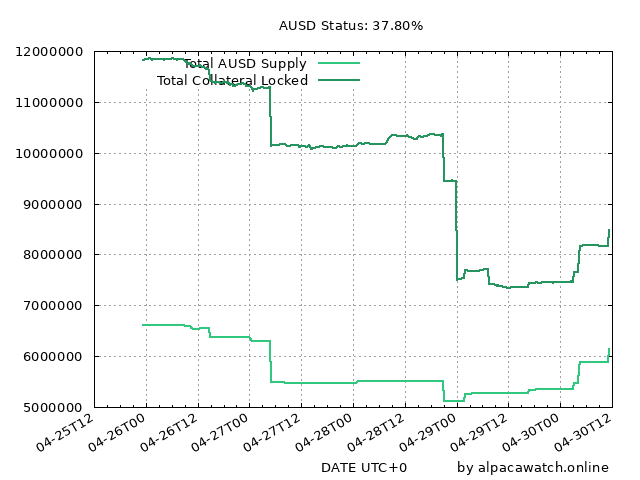 AUSD Status: 37.80%
12000000
Total AUSD Supply
Total Collateral Locked
11000000
10000000
9000000
8000000
7000000
6000000
5000000
04-25T12
04-26T00
04-26T12
04-27T00
04-27T12
04-28T00
04-28T12
04-29T00
04-29T12
04-30T00
04-30T12
DATE UTC+0
by alpacawatch.online